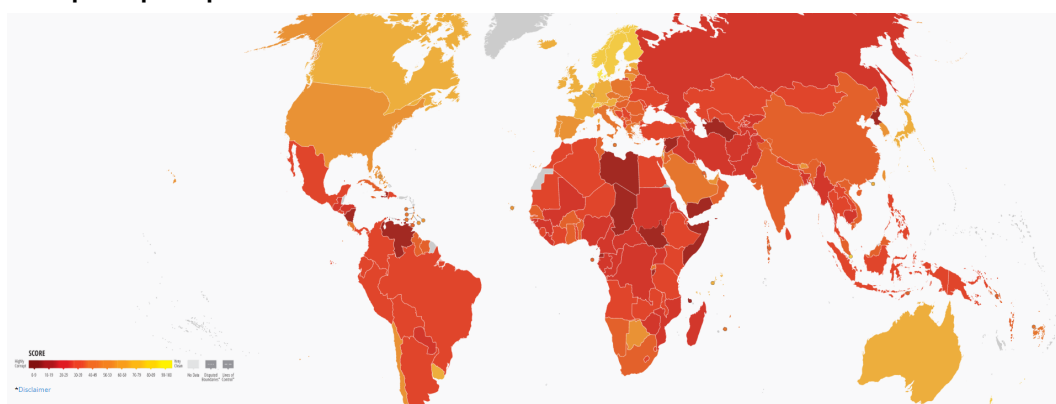 SCORE
Highly Corrupt
Very Clean
0-9 10-19 20-29 30-39 40-49 50-59 60-69 70-79 80-89 90-100
No Data
Disputed Boundaries*
Lines of Control*
*Disclaimer